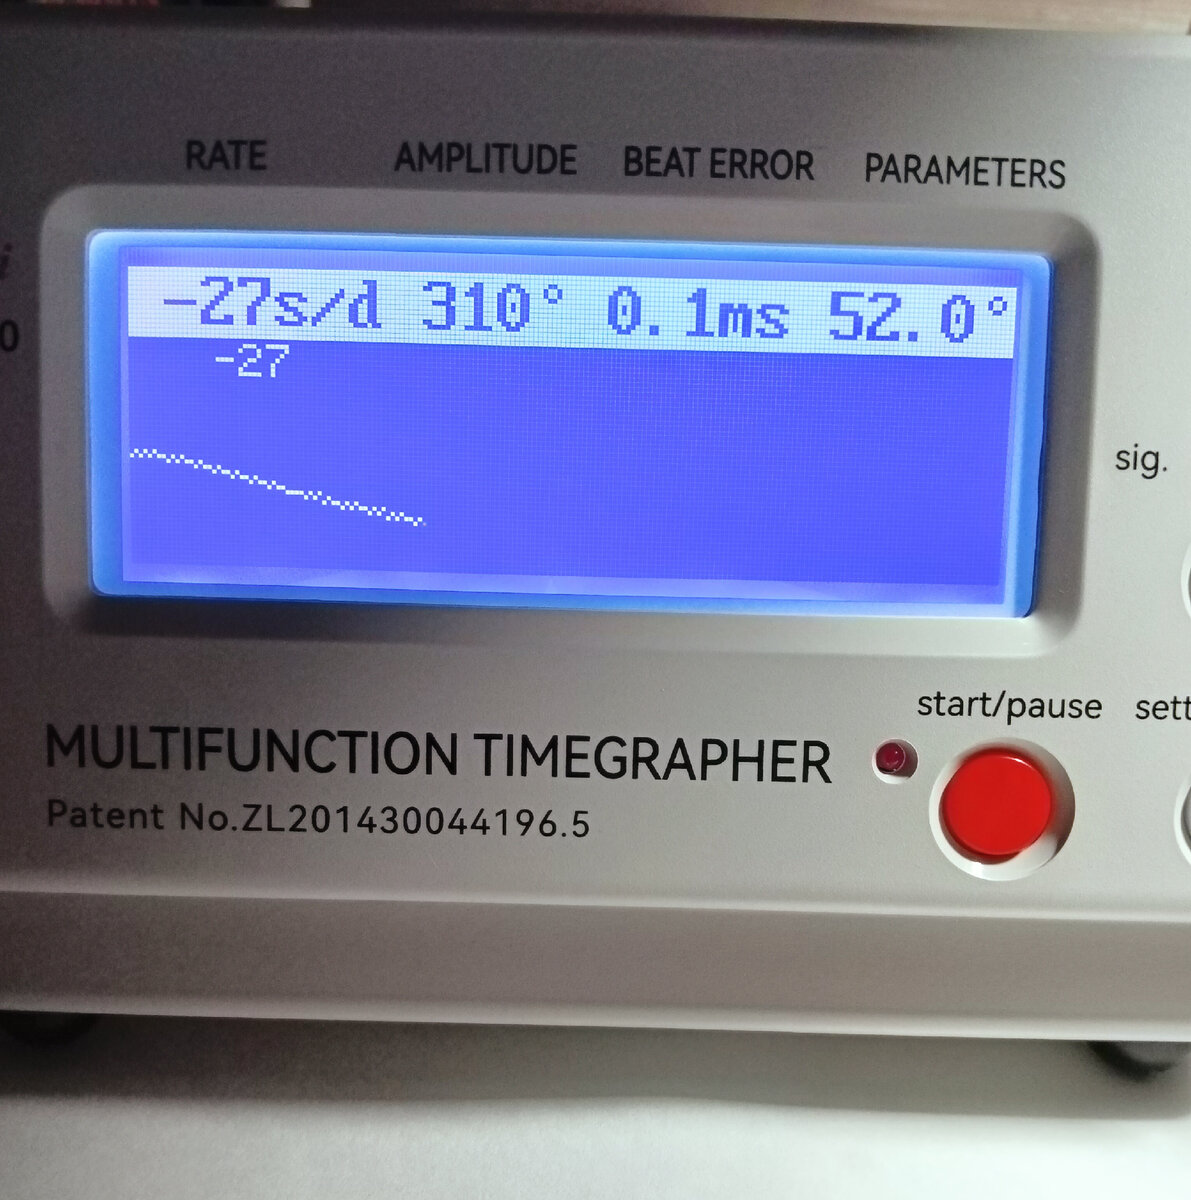 RATE AMPLITUDE BEAT ERROR PARAMETERS
-27s/d 310° 0.1ms 52.0°
-27
sig.
start/pause
MULTIFUNCTION TIMEGRAPHER
Patent No.ZL201430044196.5